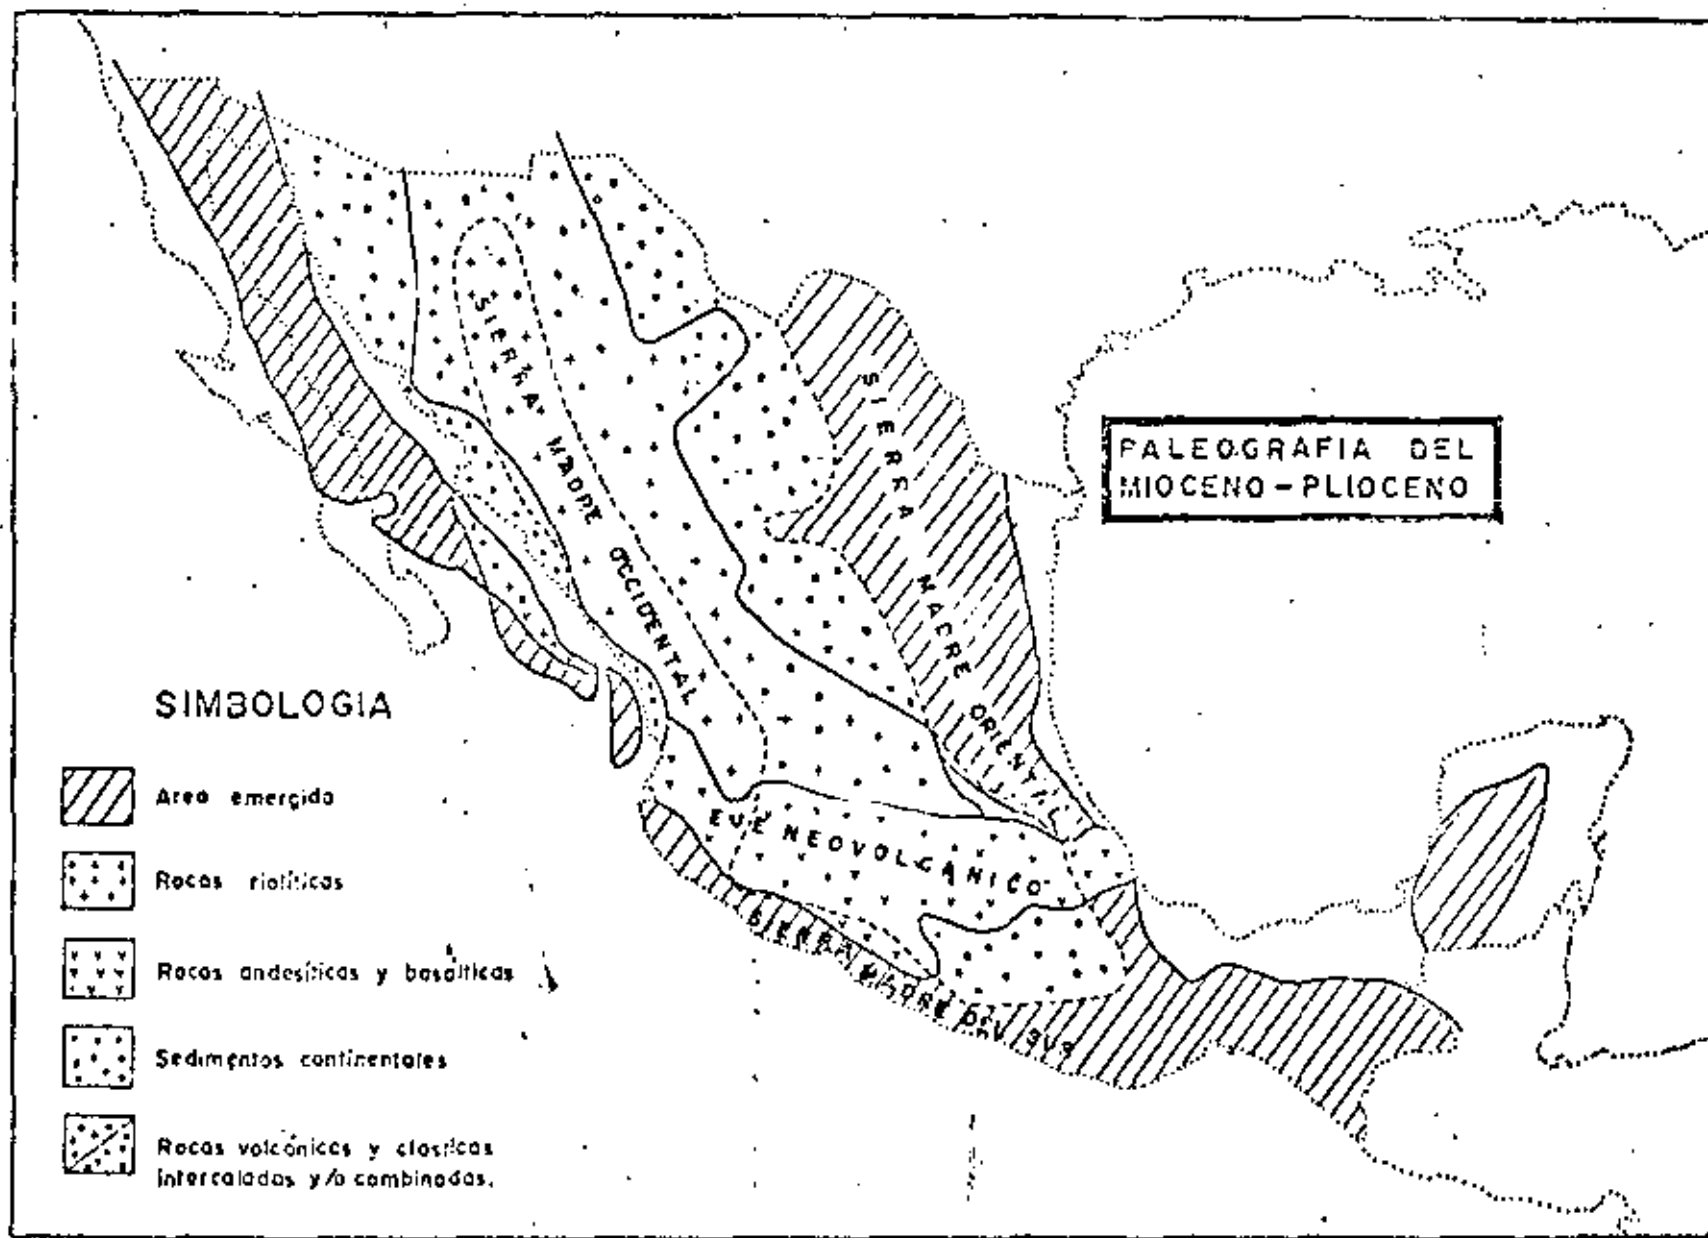 PALEOGRAFIA DEL
MIOCENO-PLIOCENO
SIERRA MADRE OCCIDENTAL
SIERRA MADRE ORIENTAL
EJE NEOVOLCANICO
SIERRA MADRE DEL SUR
SIMBOLOGIA
Area emergida
Rocas riolíticas
Rocas andesíticas y basálticas
Sedimentos continentales
Rocas volcánicas y clasticas
intercaladas y/o combinadas.